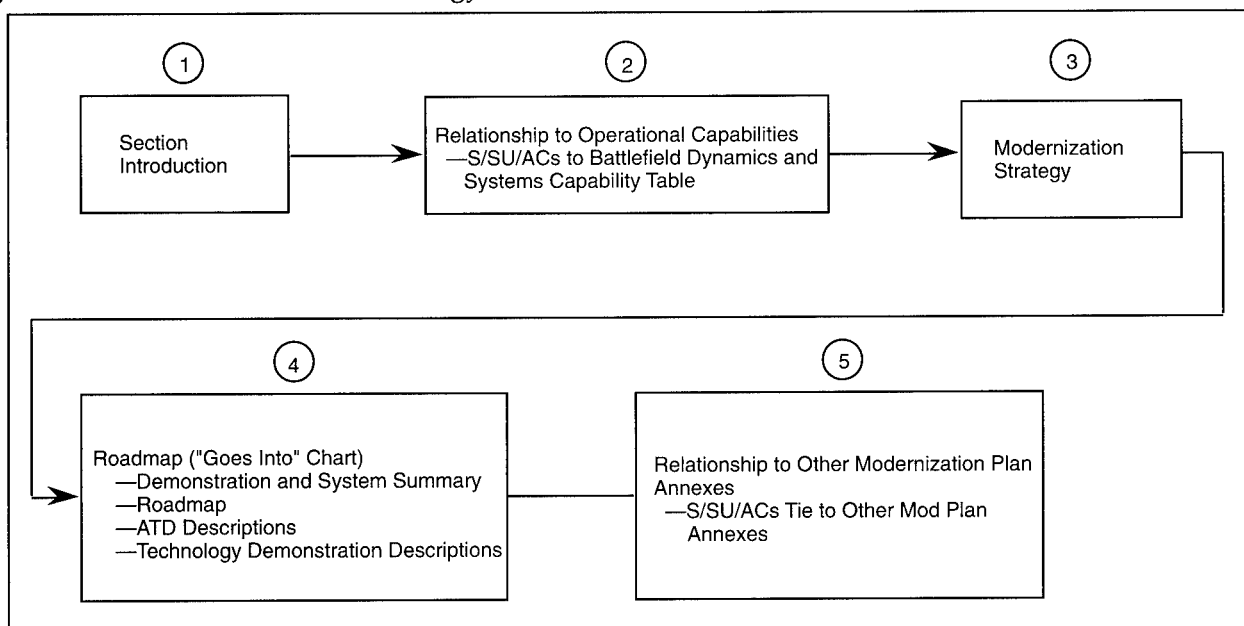 1
2
3
Section
Introduction
Relationship to Operational Capabilities
—S/SU/ACs to Battlefield Dynamics and
Systems Capability Table
Modernization
Strategy
4
5
Roadmap ("Goes Into" Chart)
—Demonstration and System Summary
—Roadmap
—ATD Descriptions
—Technology Demonstration Descriptions
Relationship to Other Modernization Plan
Annexes
—S/SU/ACs Tie to Other Mod Plan
Annexes